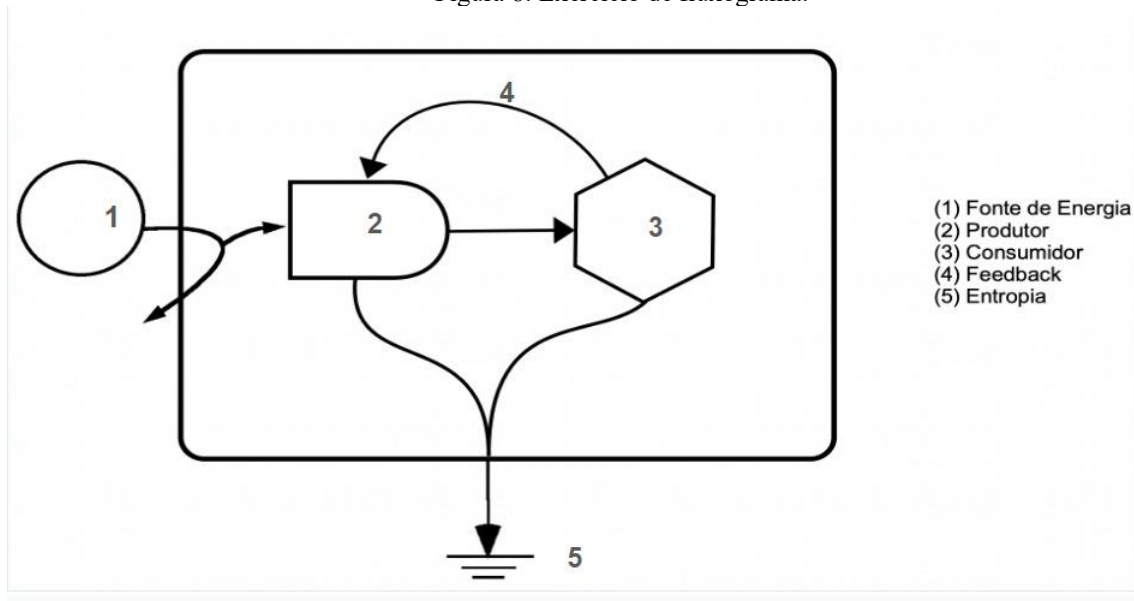 4
1
2
3
(1) Fonte de Energia
(2) Produtor
(3) Consumidor
(4) Feedback
(5) Entropia
5